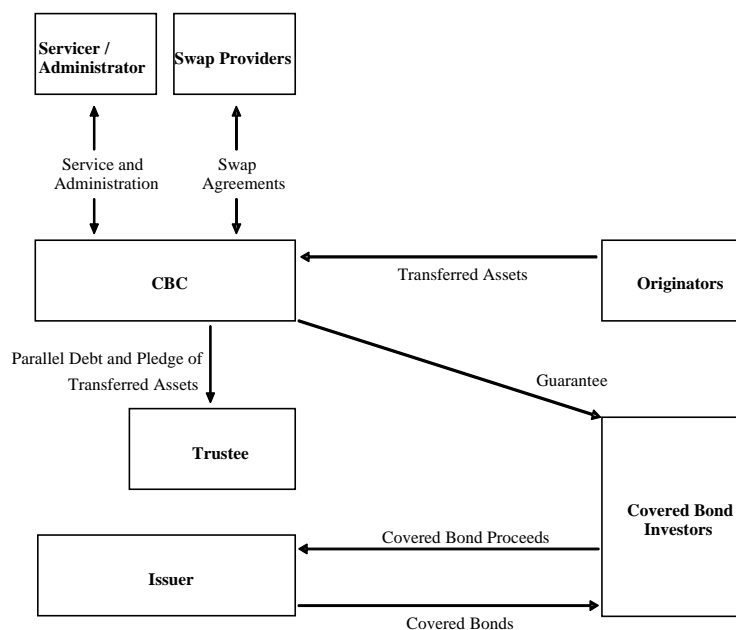 Servicer /
Administrator
Swap Providers
Service and
Administration
Swap
Agreements
CBC
Transferred Assets
Originators
Parallel Debt and Pledge of
Transferred Assets
Guarantee
Trustee
Covered Bond
Investors
Covered Bond Proceeds
Issuer
Covered Bonds